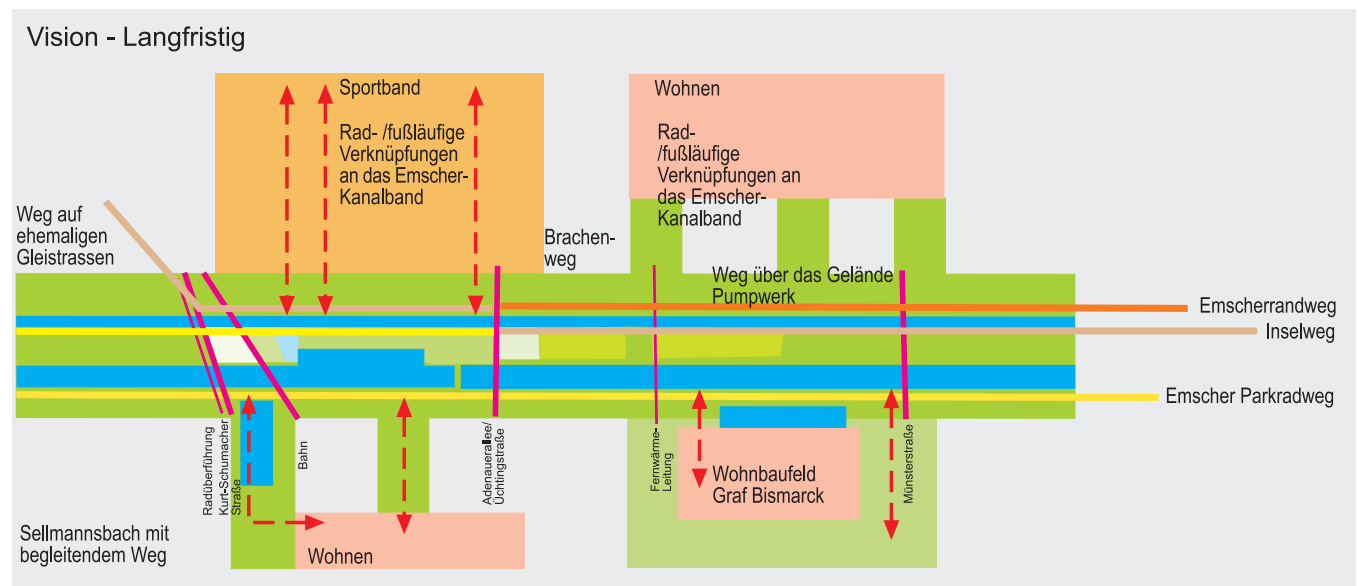 Vision - Langfristig
Sportband
Rad- /fußläufige
Verknüpfungen
an das Emscher-
Kanalband
Wohnen
Rad-
/fußläufige
Verknüpfungen an
das Emscher-
Kanalband
Weg auf
ehemaligen
Gleistrassen
Brachen-
weg
Weg über das Gelände
Pumpwerk
Emscherrandweg
Inselweg
Emscher Parkradweg
Radüberführung
Kurt-Schumacher
Straße
Bahn
Adenauerallee/
Üchtingstraße
Fernwärme-
Leitung
Münsterstraße
Wohnbaufeld
Graf Bismarck
Sellmannsbach mit
begleitendem Weg
Wohnen